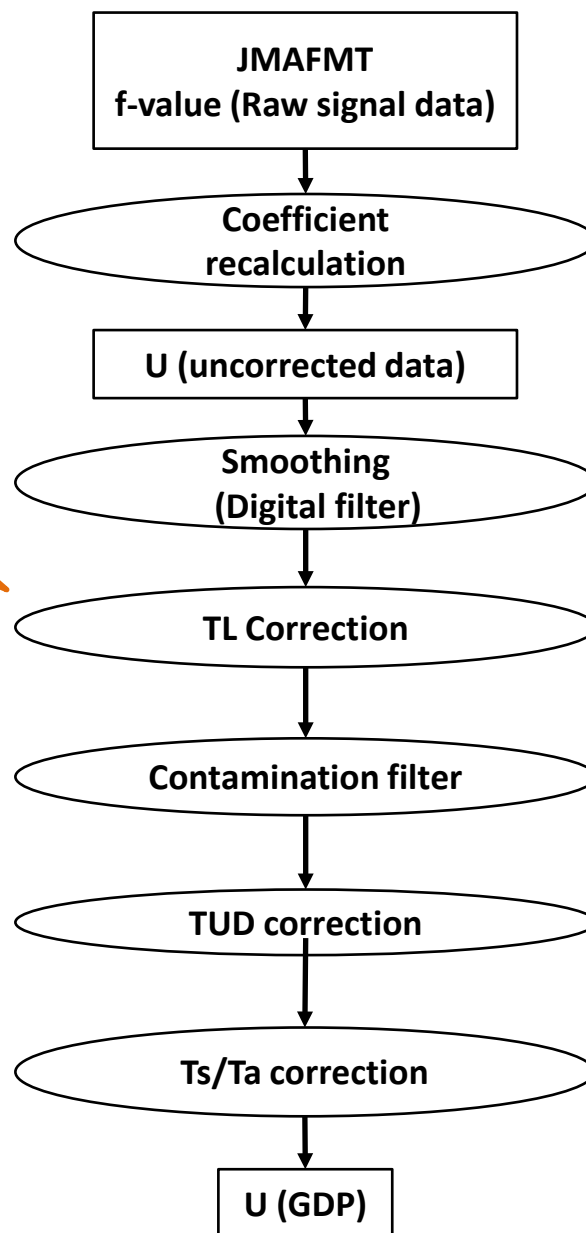 JMAFMT
f-value (Raw signal data)
Coefficient
recalculation
U (uncorrected data)
Smoothing
(Digital filter)
TL Correction
Contamination filter
TUD correction
Ts/Ta correction
U (GDP)